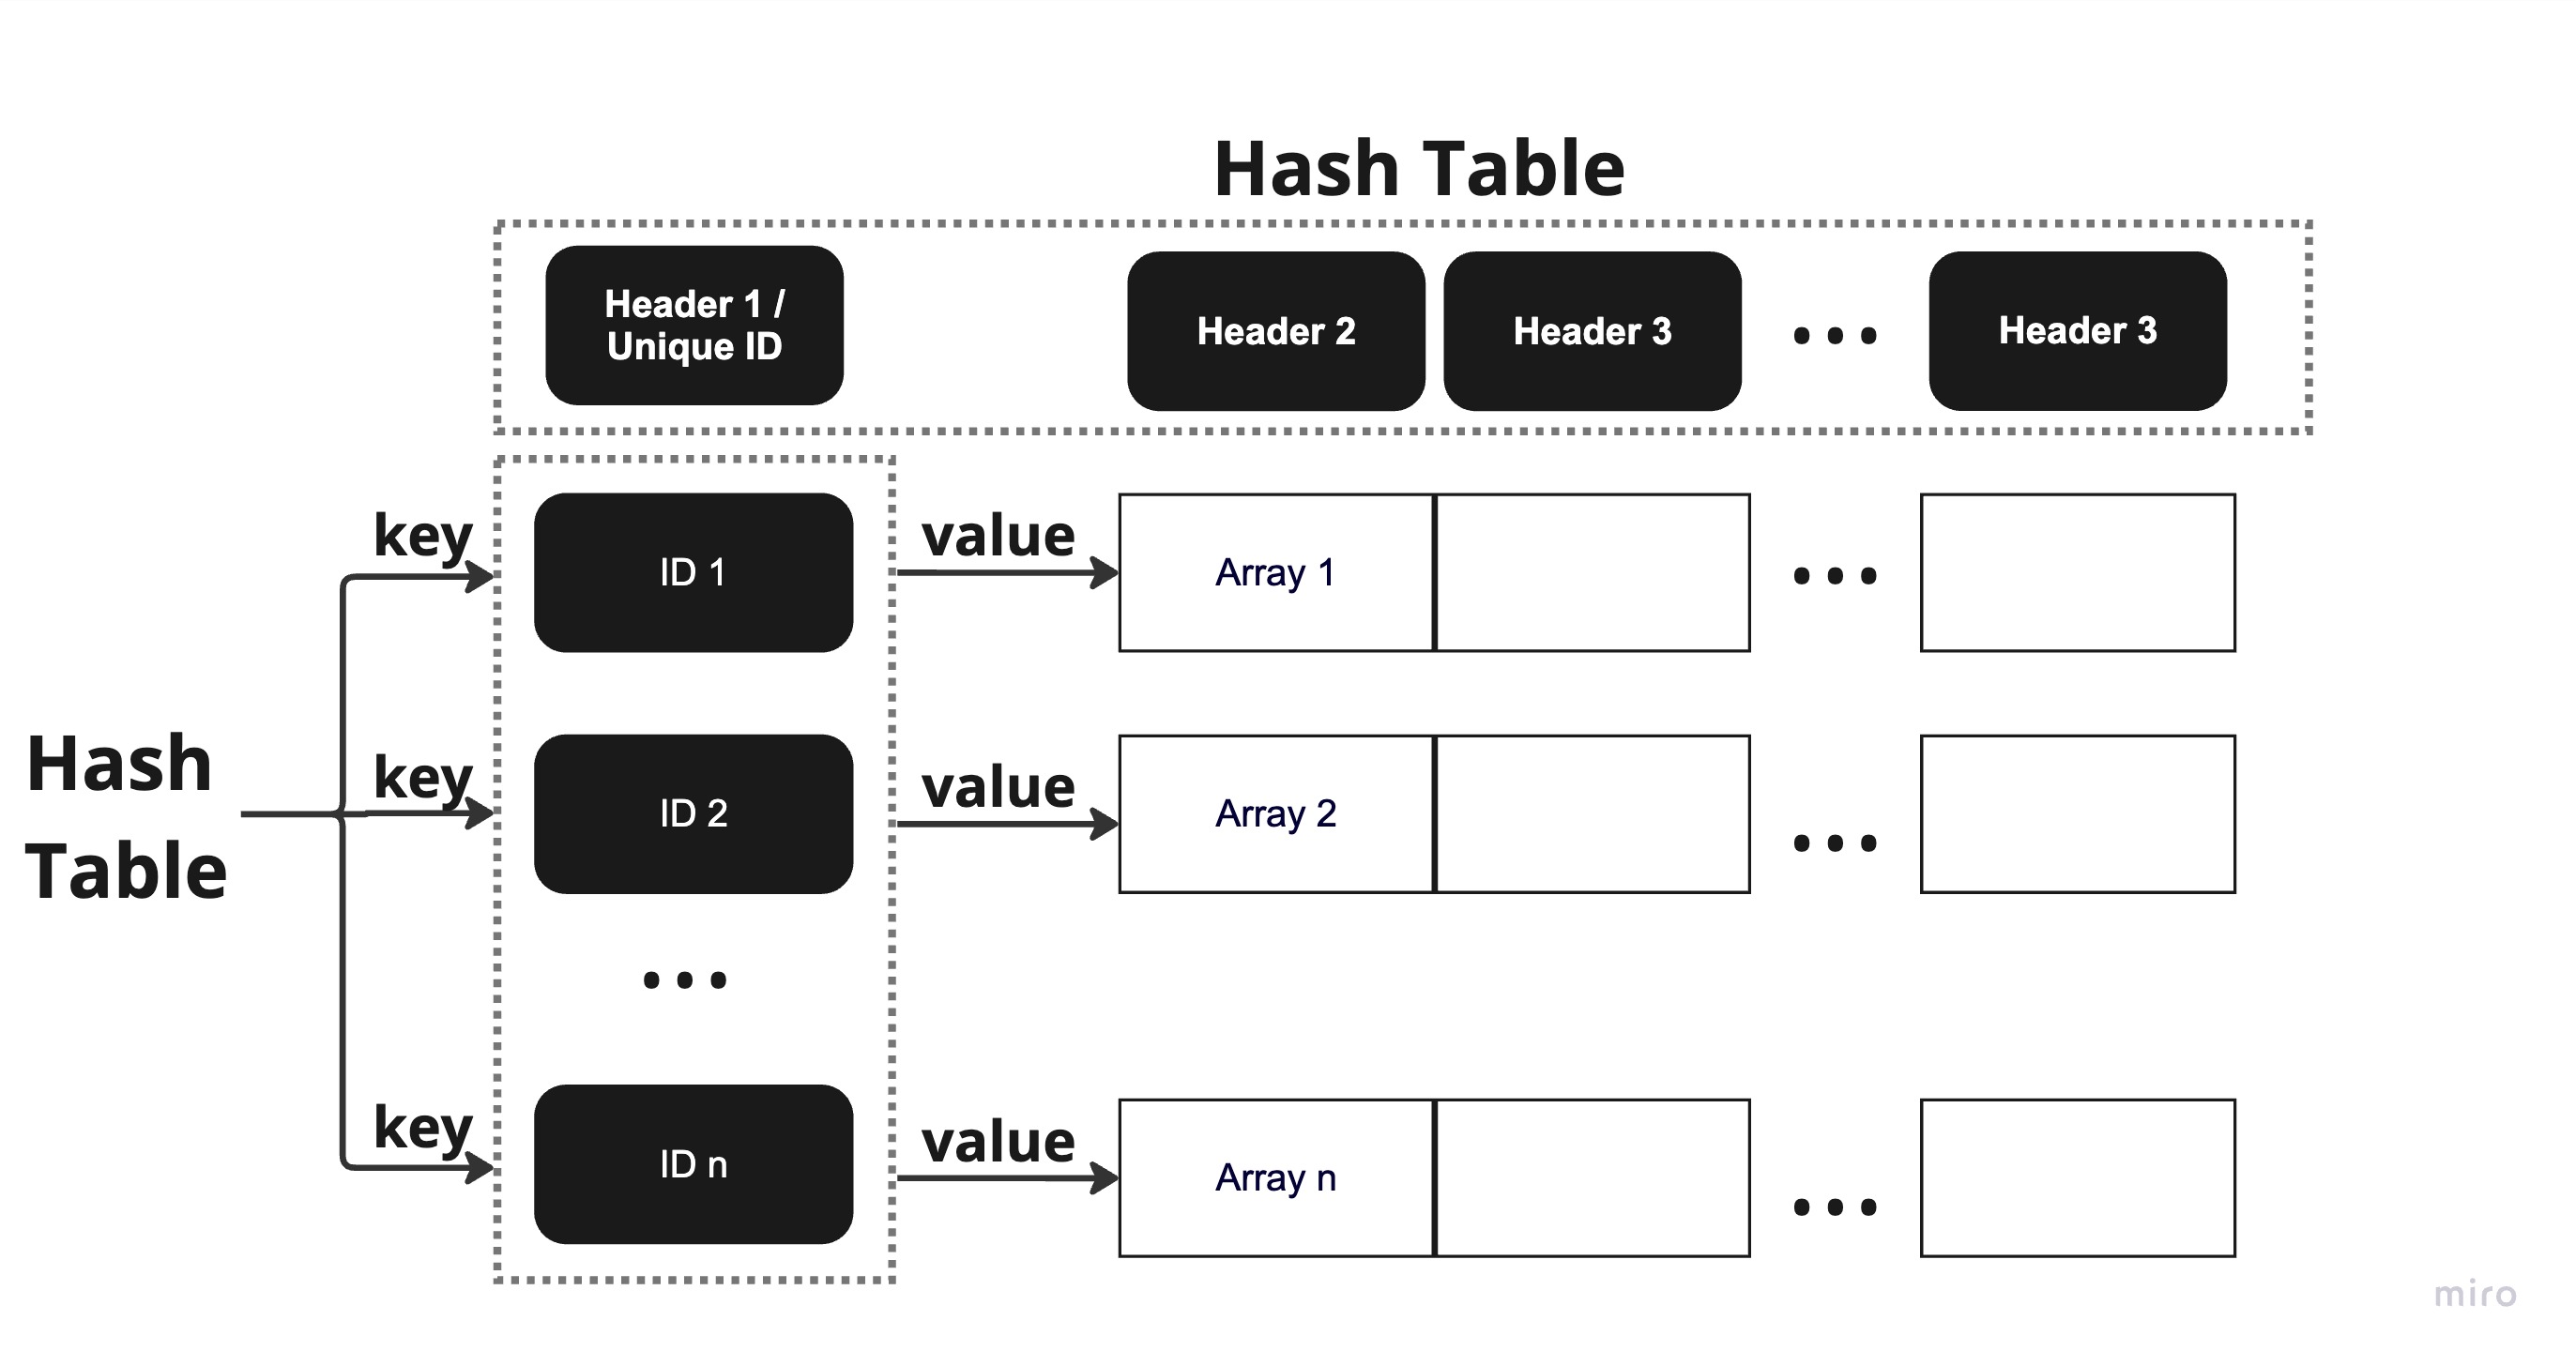 Hash Table
Header 1 /
Unique ID
Header 2
Header 3
Header 3
key
ID 1
value
Array 1
Hash
Table
key
ID 2
value
Array 2
key
ID n
value
Array n
miro